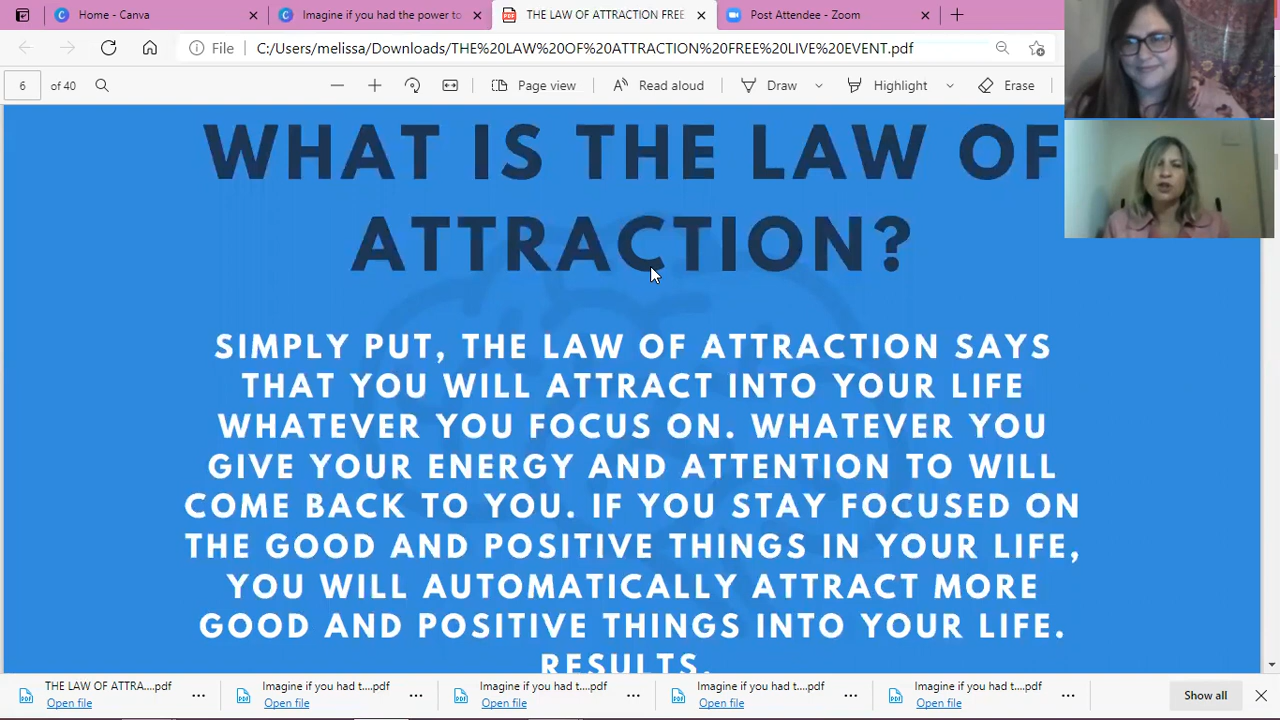 Home - Canva
Imagine if you had the power to
THE LAW OF ATTRACTION FREE
Post Attendee - Zoom
File
C:/Users/melissa/Downloads/THE%20LAW%20OF%20ATTRACTION%20FREE%20LIVE%20EVENT.pdf
6 of 40
Page view
Read aloud
Draw
Highlight
Erase
WHAT IS THE LAW OF
ATTRACTION?
SIMPLY PUT, THE LAW OF ATTRACTION SAYS
THAT YOU WILL ATTRACT INTO YOUR LIFE
WHATEVER YOU FOCUS ON. WHATEVER YOU
GIVE YOUR ENERGY AND ATTENTION TO WILL
COME BACK TO YOU. IF YOU STAY FOCUSED ON
THE GOOD AND POSITIVE THINGS IN YOUR LIFE,
YOU WILL AUTOMATICALLY ATTRACT MORE
GOOD AND POSITIVE THINGS INTO YOUR LIFE.
RESULTS.
THE LAW OF ATTRA....pdf
Open file
Imagine if you had t....pdf
Open file
Imagine if you had t....pdf
Open file
Imagine if you had t....pdf
Open file
Imagine if you had t....pdf
Open file
Show all